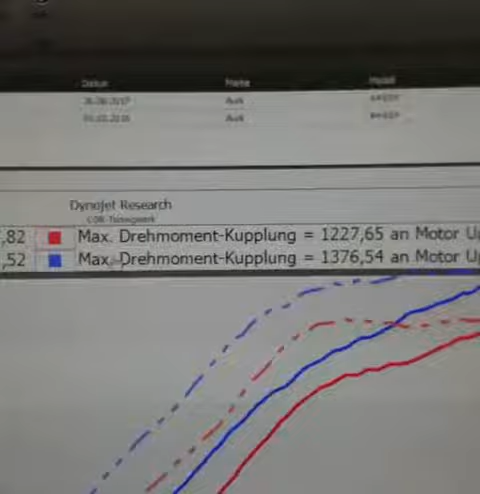 Datum Marke Modell
Audi
Audi
Dynojet Research
,82 Max. Drehmoment-Kupplung = 1227,65 an Motor U
,52 Max. Drehmoment-Kupplung = 1376,54 an Motor U